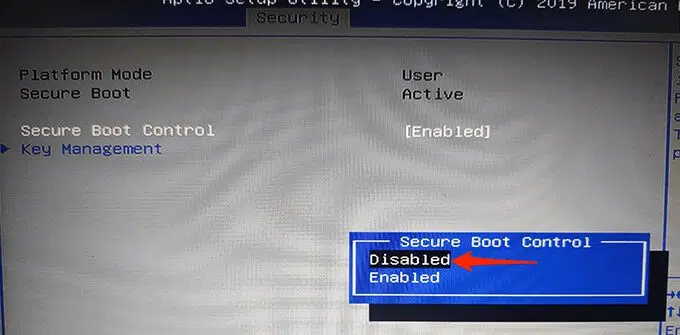 Aptio Setup Utility - Copyright (C) 2019 American
Security
Platform Mode User
Secure Boot Active
Secure Boot Control [Enabled]
Key Management
Secure Boot Control
Disabled
Enabled